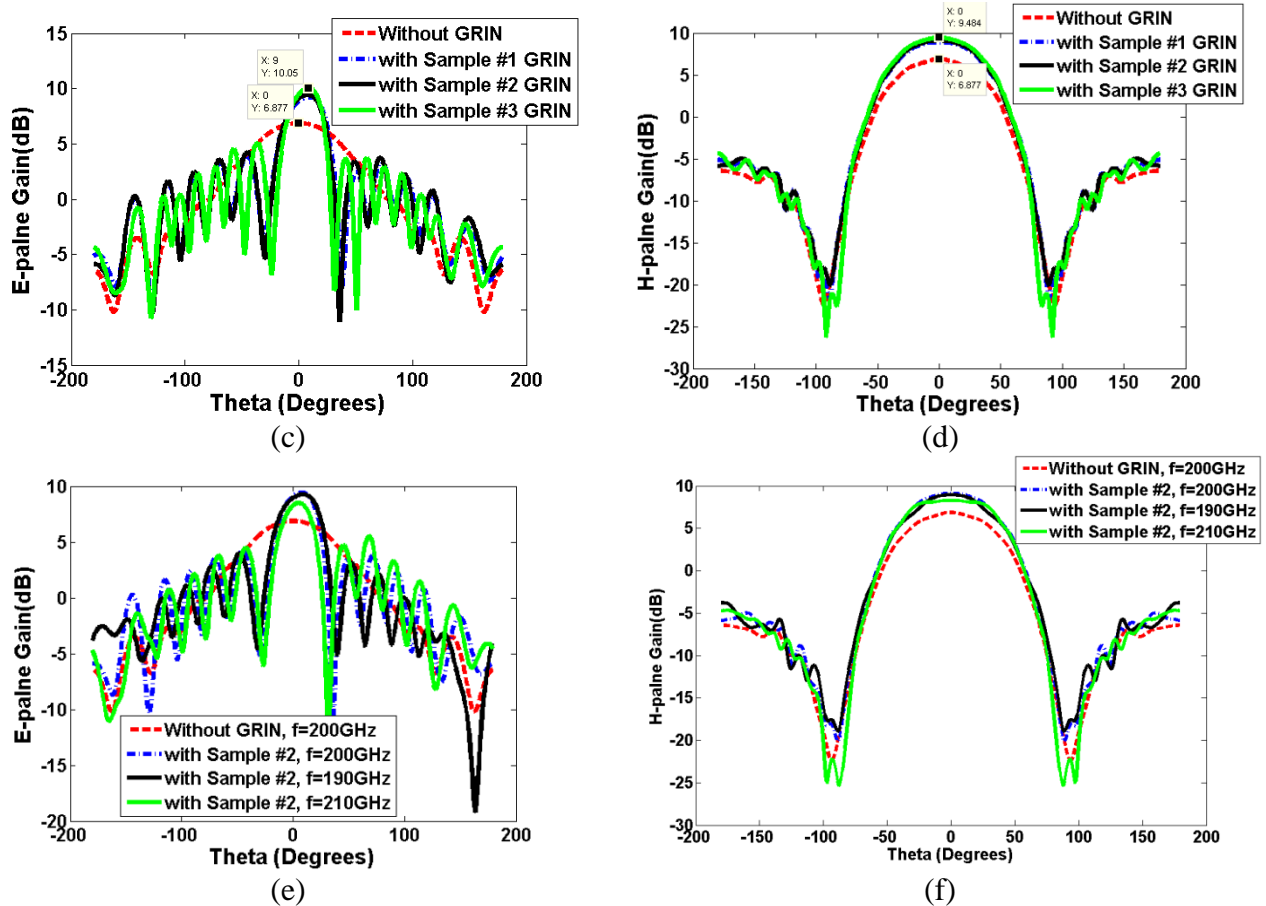 15
10
5
0
-5
-10
-15
-200
-100
0
100
200
E-palne Gain(dB)
Theta (Degrees)
X: 9
Y: 10.05
X: 0
Y: 6.877
Without GRIN
with Sample #1 GRIN
with Sample #2 GRIN
with Sample #3 GRIN
(c)
10
5
0
-5
-10
-15
-20
-25
-30
-200
-150
-100
-50
0
50
100
150
200
H-palne Gain(dB)
Theta (Degrees)
X: 0
Y: 9.484
X: 0
Y: 6.877
Without GRIN
with Sample #1 GRIN
with Sample #2 GRIN
with Sample #3 GRIN
(d)
10
5
0
-5
-10
-15
-20
-200
-100
0
100
200
E-palne Gain(dB)
Theta (Degrees)
Without GRIN, f=200GHz
with Sample #2, f=200GHz
with Sample #2, f=190GHz
with Sample #2, f=210GHz
(e)
10
5
0
-5
-10
-15
-20
-25
-30
-200
-150
-100
-50
0
50
100
150
200
H-palne Gain(dB)
Theta (Degrees)
Without GRIN, f=200GHz
with Sample #2, f=200GHz
with Sample #2, f=190GHz
with Sample #2, f=210GHz
(f)